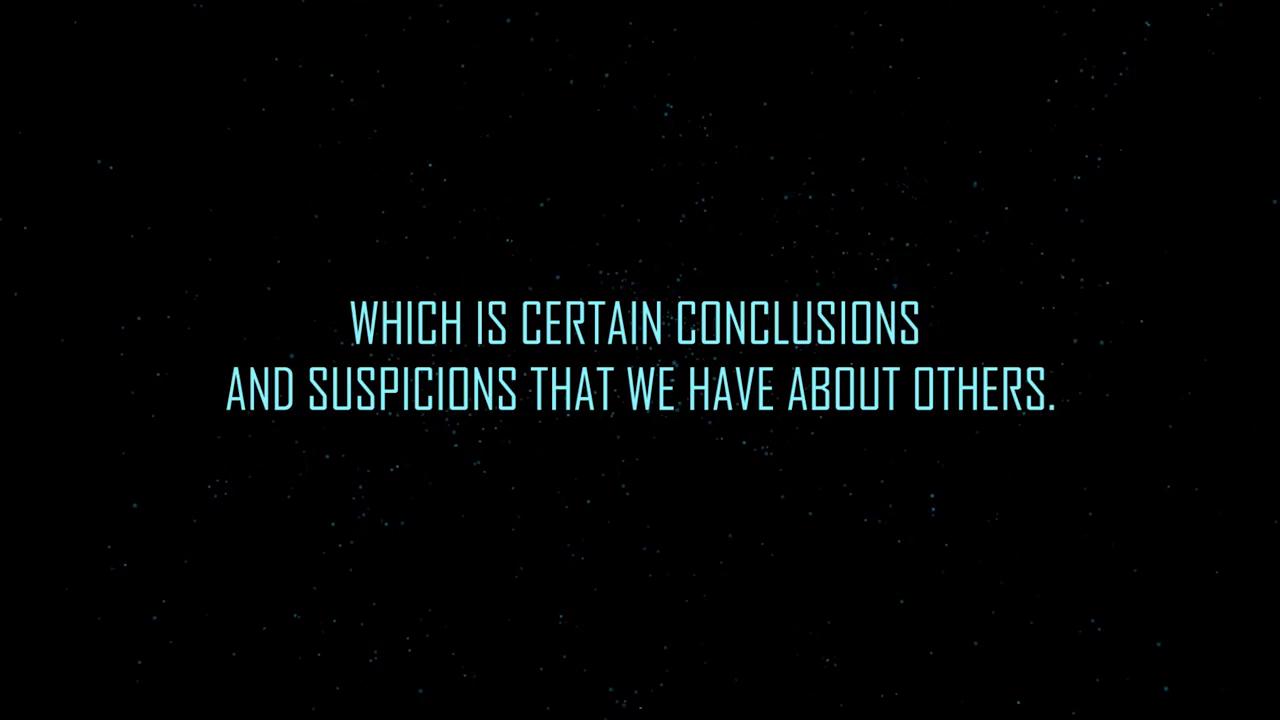 WHICH IS CERTAIN CONCLUSIONS
AND SUSPICIONS THAT WE HAVE ABOUT OTHERS.